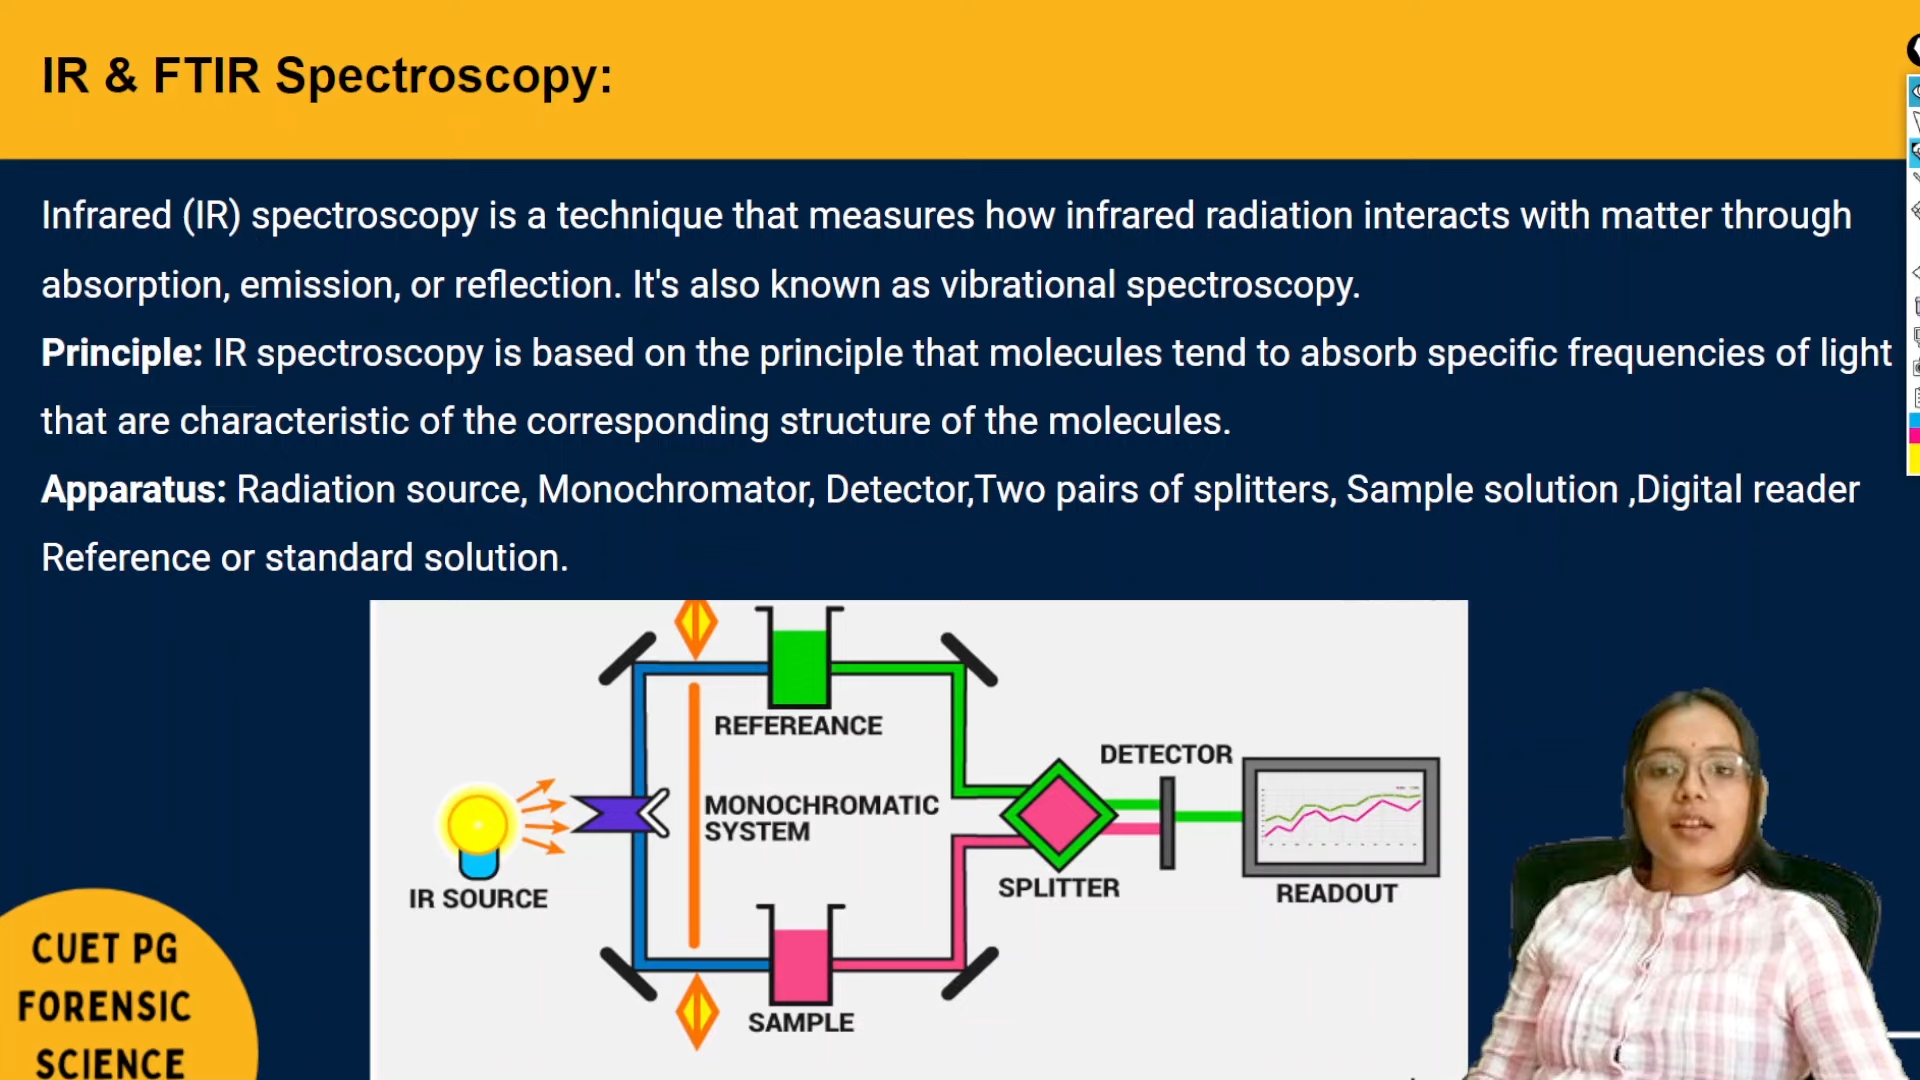 IR & FTIR Spectroscopy:
Infrared (IR) spectroscopy is a technique that measures how infrared radiation interacts with matter through
absorption, emission, or reflection. It's also known as vibrational spectroscopy.
Principle: IR spectroscopy is based on the principle that molecules tend to absorb specific frequencies of light
that are characteristic of the corresponding structure of the molecules.
Apparatus: Radiation source, Monochromator, Detector,Two pairs of splitters, Sample solution ,Digital reader
Reference or standard solution.
REFEREANCE
DETECTOR
MONOCHROMATIC
SYSTEM
SPLITTER
READOUT
IR SOURCE
SAMPLE
CUET PG
FORENSIC
SCIENCE